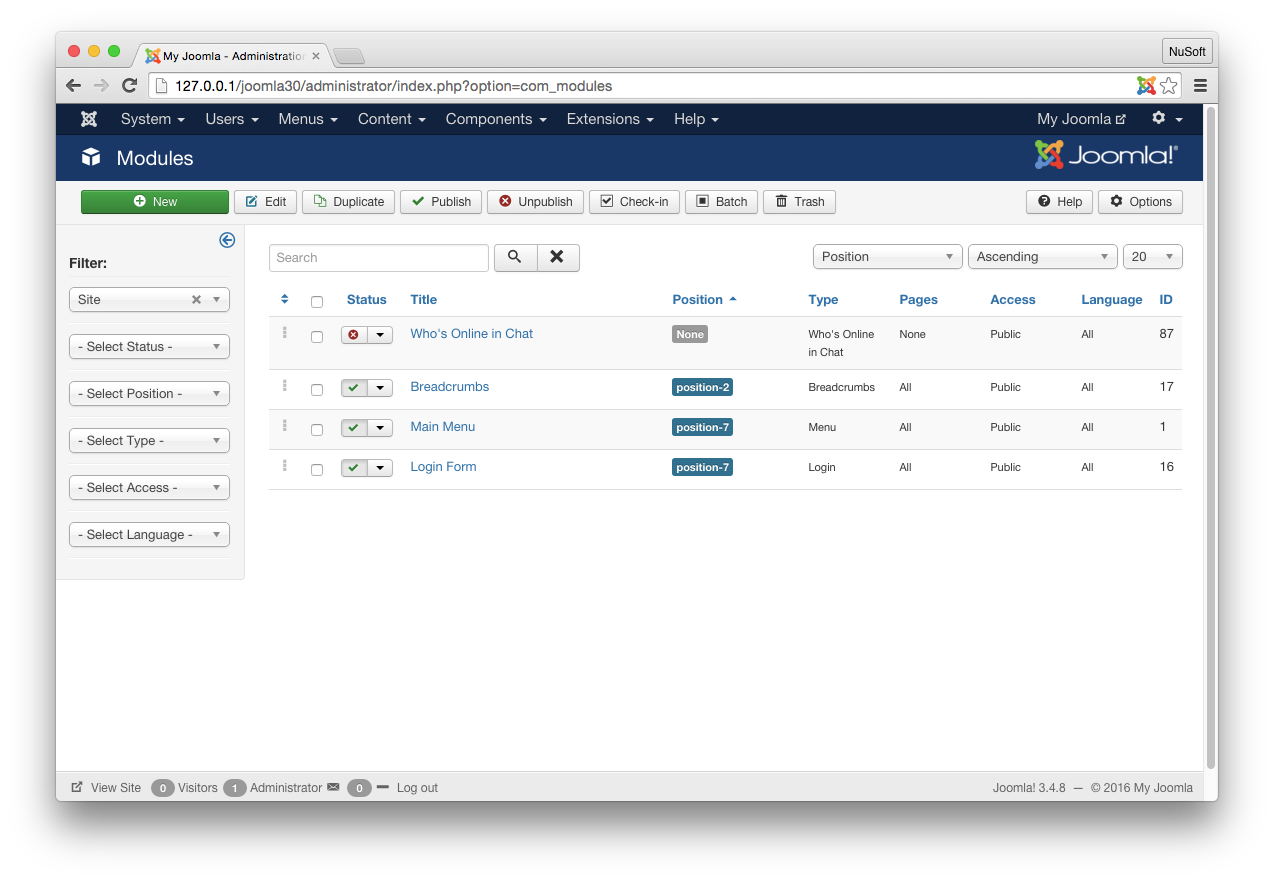 My Joomla - Administration
NuSoft
127.0.0.1/joomla30/administrator/index.php?option=com_modules
System Users Menus Content Components Extensions Help My Joomla
Modules Joomla!®
New Edit Duplicate Publish Unpublish Check-in Batch Trash Help Options
Filter:
Site
- Select Status -
- Select Position -
- Select Type -
- Select Access -
- Select Language -
Search Position Ascending 20
Status Title Position Type Pages Access Language ID
Who's Online in Chat None Who's Online None Public All 87
in Chat
Breadcrumbs position-2 Breadcrumbs All Public All 17
Main Menu position-7 Menu All Public All 1
Login Form position-7 Login All Public All 16
View Site 0 Visitors 1 Administrator 0 Log out Joomla! 3.4.8 — © 2016 My Joomla